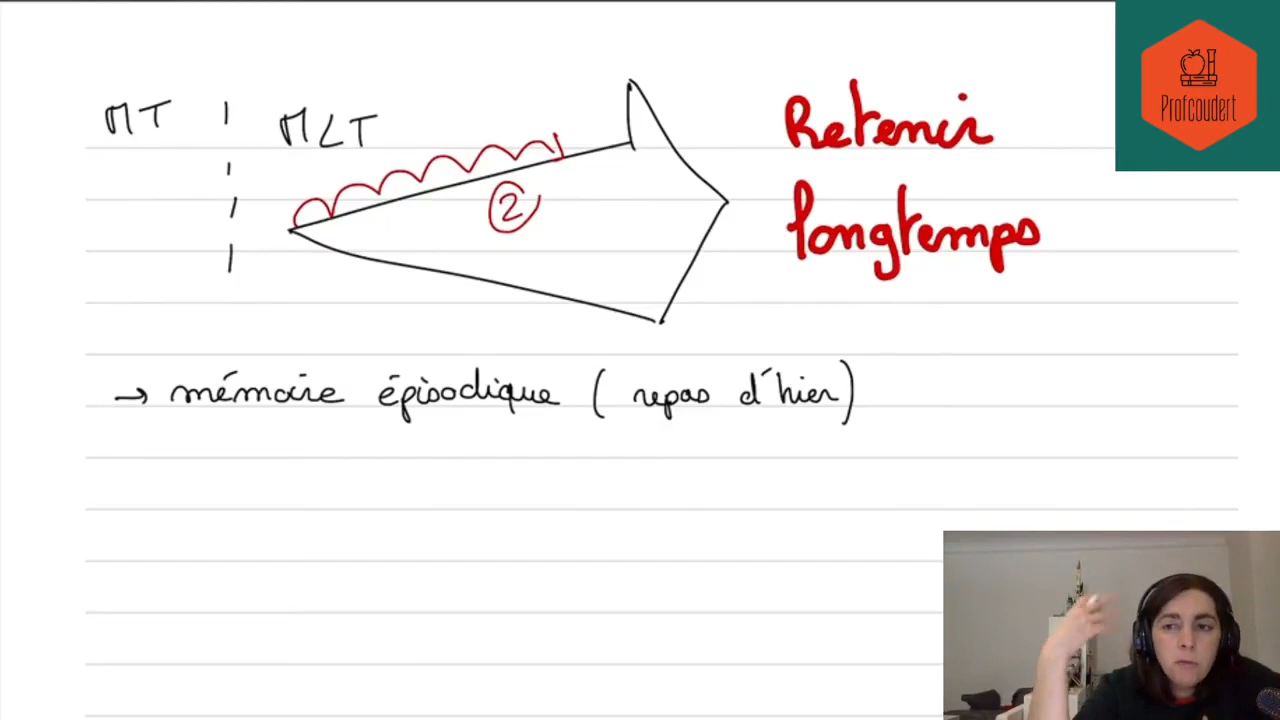 MT
MLT
Retenir
longtemps
2
→ mémoire épisodique ( repas d'hier )
Profcoudert